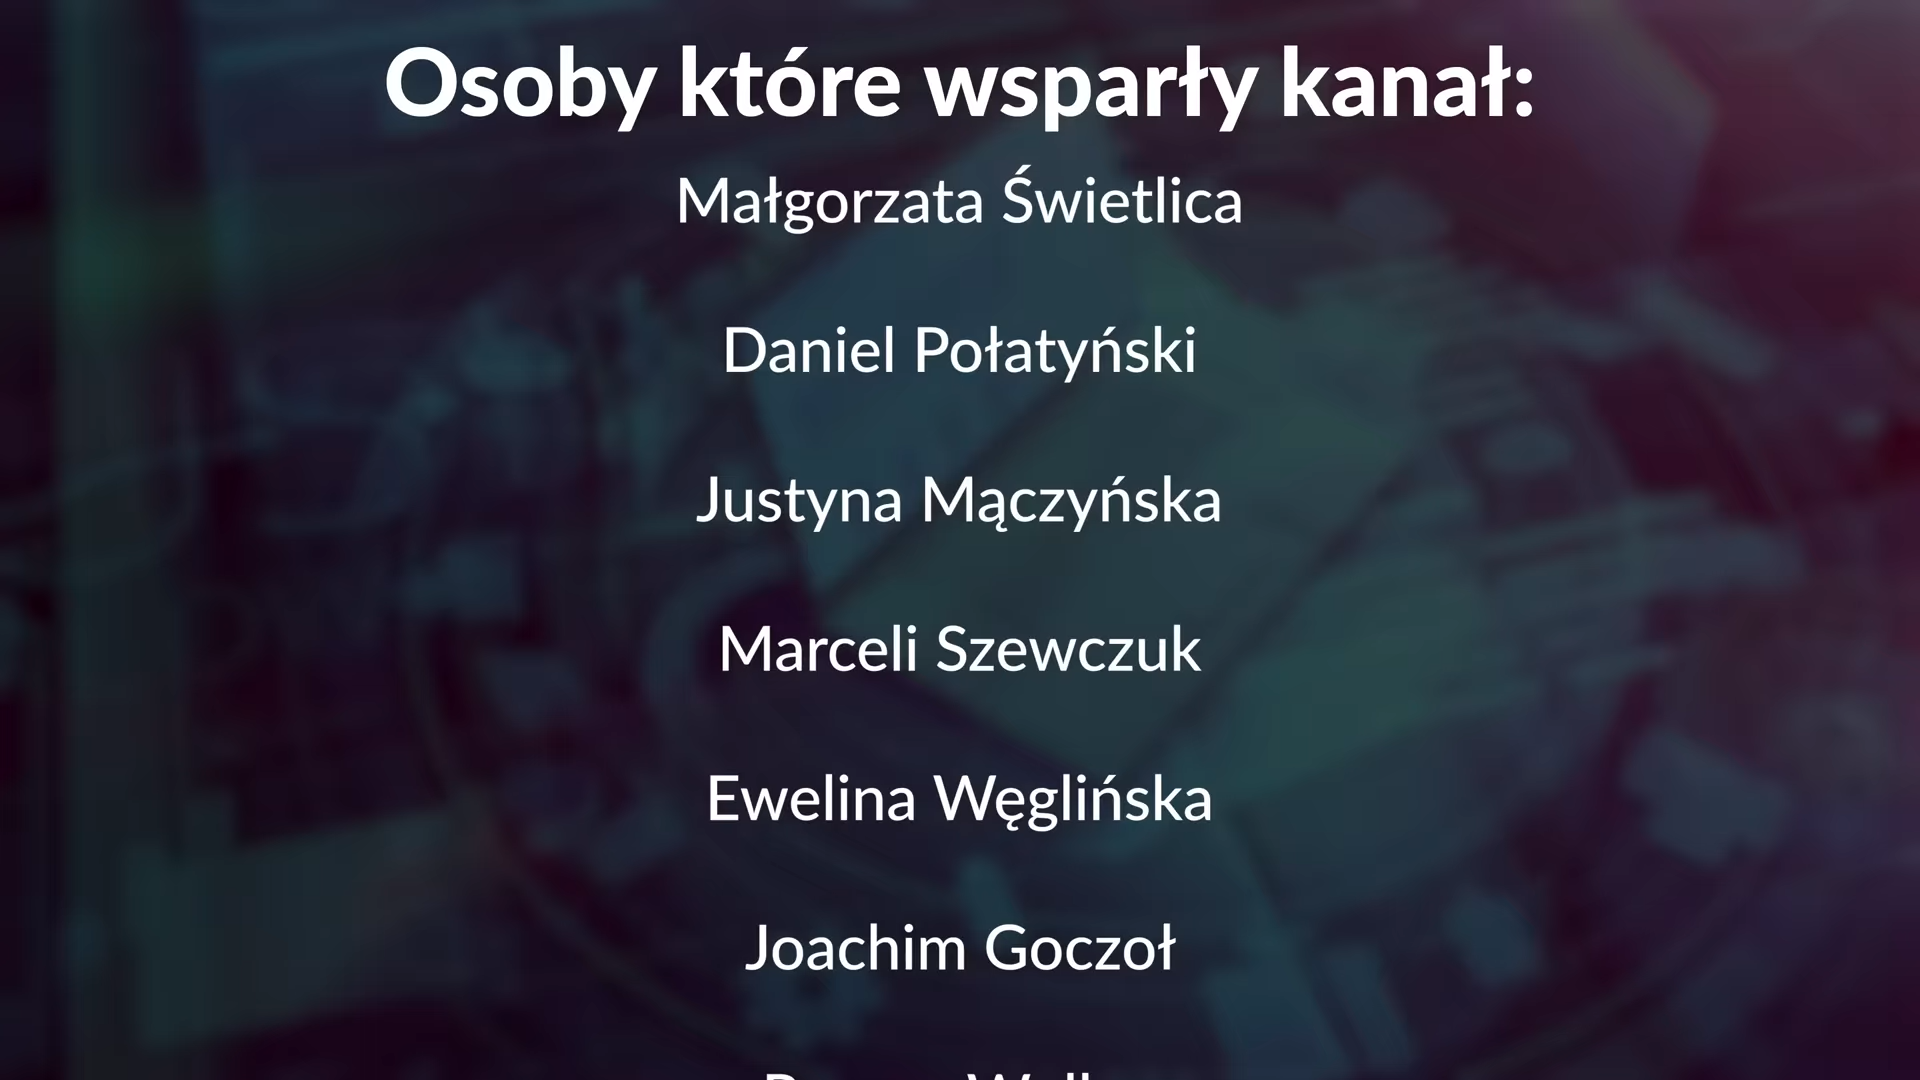 Osoby które wsparły kanał:
Małgorzata Świetlica
Daniel Połatyński
Justyna Mączyńska
Marceli Szewczuk
Ewelina Węglińska
Joachim Goczoł